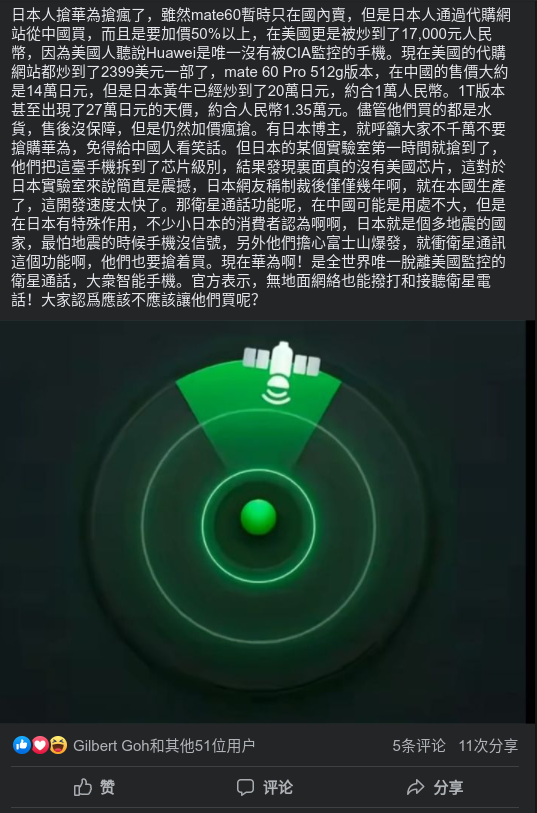 日本人搶華為搶瘋了，雖然mate60暫時只在國內賣，但是日本人通過代購網
站從中國買，而且是要加價50%以上，在美國更是被炒到了17,000元人民
幣，因為美國人聽說Huawei是唯一沒有被CIA監控的手機。現在美國的代購
網站都炒到了2399美元一部了，mate 60 Pro 512g版本，在中國的售價大約
是14萬日元，但是日本黃牛已經炒到了20萬日元，約合1萬人民幣。1T版本
甚至出現了27萬日元的天價，約合人民幣1.35萬元。儘管他們買的都是水
貨，售後沒保障，但是仍然加價瘋搶。有日本博主，就呼籲大家不千萬不要
搶購華為，免得給中國人看笑話。但日本的某個實驗室第一時間就搶到了，
他們把這臺手機拆到了芯片級別，結果發現裏面真的沒有美國芯片，這對於
日本實驗室來說簡直是震撼，日本網友稱制裁後僅僅幾年啊，就在本國生產
了，這開發速度太快了。那衛星通話功能呢，在中國可能是用處不大，但是
在日本有特殊作用，不少小日本的消費者認為啊啊，日本就是個多地震的國
家，最怕地震的時候手機沒信號，另外他們擔心富士山爆發，就衝衛星通訊
這個功能啊，他們也要搶着買。現在華為啊！是全世界唯一脫離美國監控的
衛星通話，大衆智能手機。官方表示，無地面網絡也能撥打和接聽衛星電
話！大家認爲應該不應該讓他們買呢？
Gilbert Goh和其他51位用户
5条评论 11次分享
赞 评论 分享